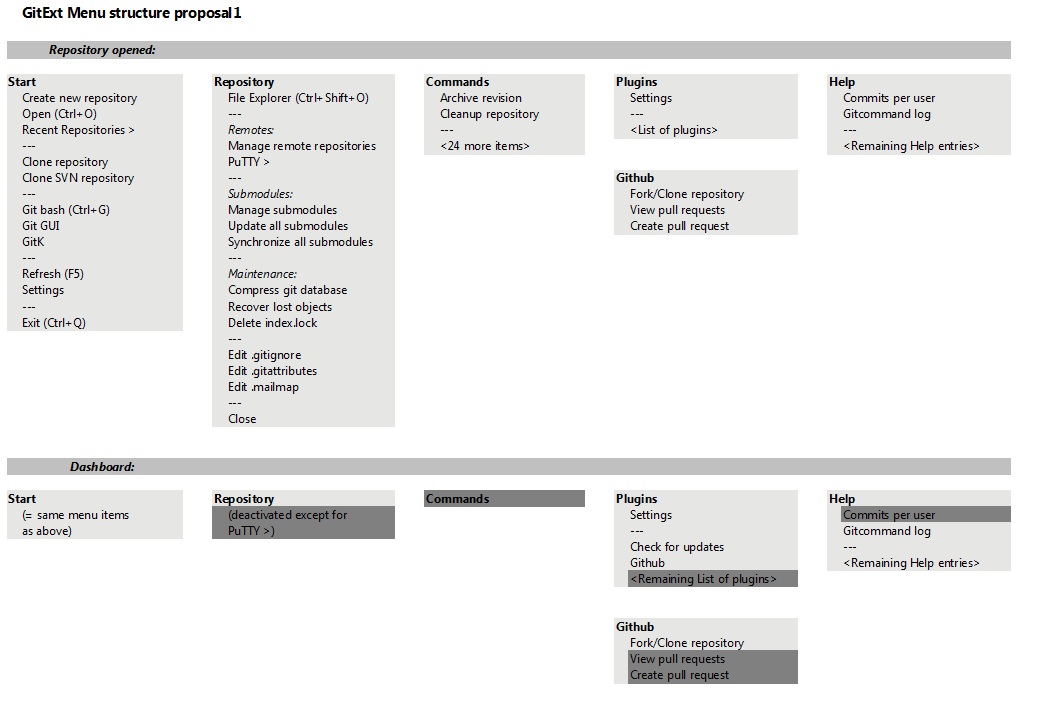 GitExt Menu structure proposal1
Repository opened:
Start
Create new repository
Open (Ctrl+O)
Recent Repositories >
---
Clone repository
Clone SVN repository
---
Git bash (Ctrl+G)
Git GUI
GitK
---
Refresh (F5)
Settings
---
Exit (Ctrl+Q)
Repository
File Explorer (Ctrl+Shift+O)
---
Remotes:
Manage remote repositories
PuTTY >
---
Submodules:
Manage submodules
Update all submodules
Synchronize all submodules
---
Maintenance:
Compress git database
Recover lost objects
Delete index.lock
---
Edit .gitignore
Edit .gitattributes
Edit .mailmap
---
Close
Commands
Archive revision
Cleanup repository
---
<24 more items>
Plugins
Settings
---
<List of plugins>
Github
Fork/Clone repository
View pull requests
Create pull request
Help
Commits per user
Gitcommand log
---
<Remaining Help entries>
Dashboard:
Start
(= same menu items
as above)
Repository
(deactivated except for
PuTTY >)
Commands
Plugins
Settings
---
Check for updates
Github
<Remaining List of plugins>
Github
Fork/Clone repository
View pull requests
Create pull request
Help
Commits per user
Gitcommand log
---
<Remaining Help entries>